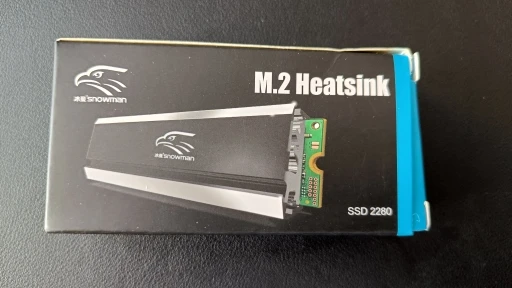 M.2 Heatsink
冰曼®snowman
冰曼®snowman
SSD 2280